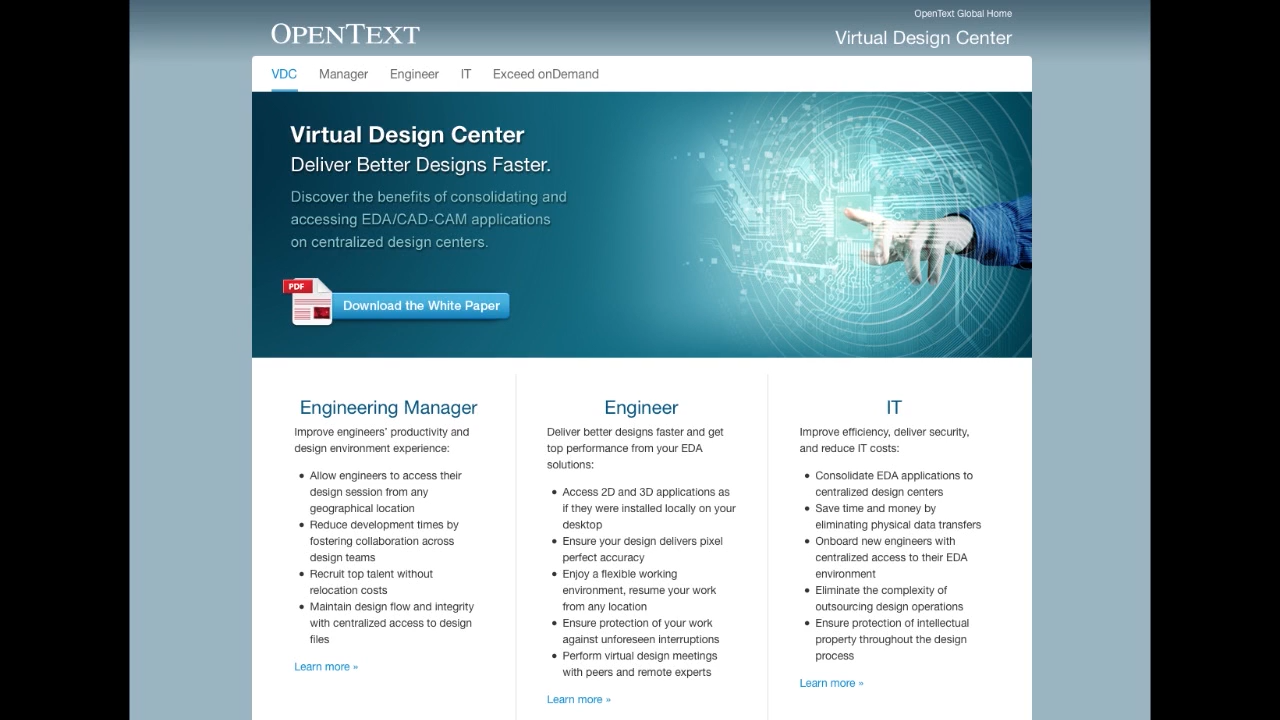 OPENTEXT
OpenText Global Home
Virtual Design Center
VDC Manager Engineer IT Exceed onDemand
Virtual Design Center
Deliver Better Designs Faster.
Discover the benefits of consolidating and
accessing EDA/CAD-CAM applications
on centralized design centers.
PDF
Download the White Paper
Engineering Manager
Improve engineers' productivity and
design environment experience:
• Allow engineers to access their
design session from any
geographical location
• Reduce development times by
fostering collaboration across
design teams
• Recruit top talent without
relocation costs
• Maintain design flow and integrity
with centralized access to design
files
Learn more »
Engineer
Deliver better designs faster and get
top performance from your EDA
solutions:
• Access 2D and 3D applications as
if they were installed locally on your
desktop
• Ensure your design delivers pixel
perfect accuracy
• Enjoy a flexible working
environment, resume your work
from any location
• Ensure protection of your work
against unforeseen interruptions
• Perform virtual design meetings
with peers and remote experts
Learn more »
IT
Improve efficiency, deliver security,
and reduce IT costs:
• Consolidate EDA applications to
centralized design centers
• Save time and money by
eliminating physical data transfers
• Onboard new engineers with
centralized access to their EDA
environment
• Eliminate the complexity of
outsourcing design operations
• Ensure protection of intellectual
property throughout the design
process
Learn more »